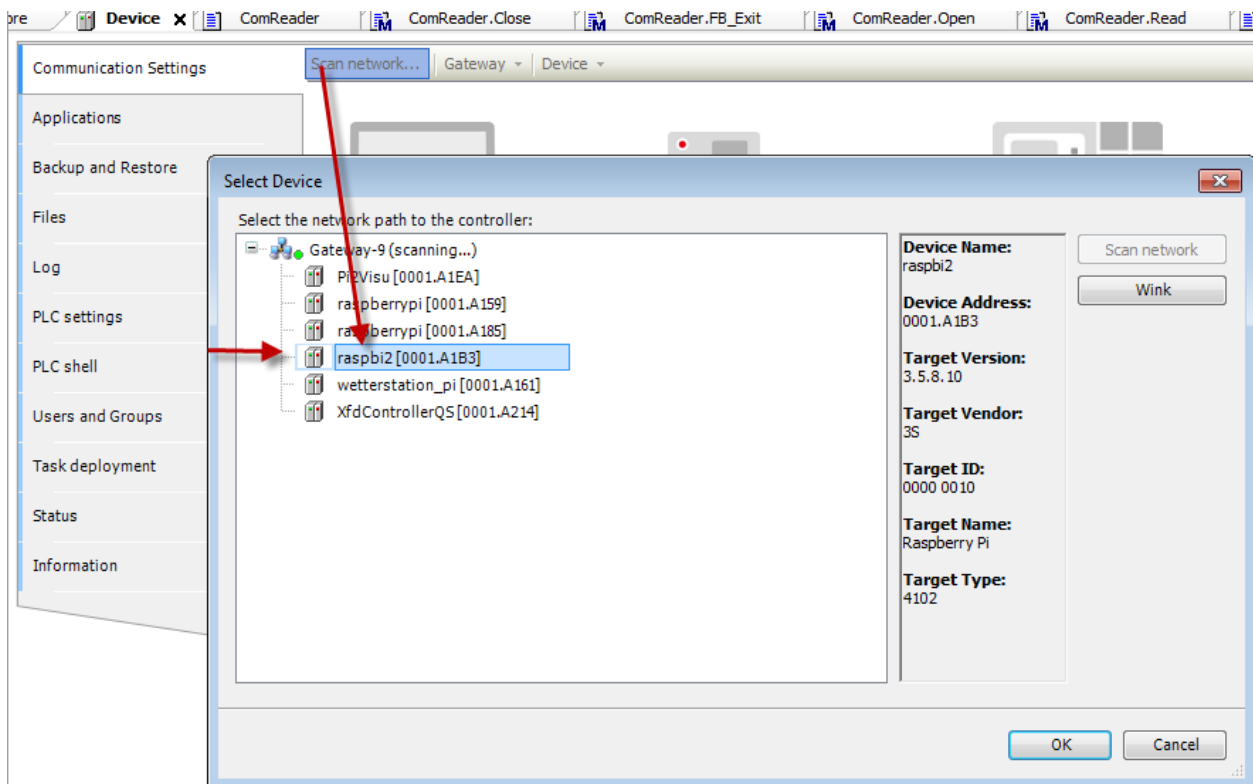 ore
Device
ComReader
ComReader.Close
ComReader.FB_Exit
ComReader.Open
ComReader.Read
Communication Settings
Scan network...
Gateway
Device
Applications
Backup and Restore
Files
Log
PLC settings
PLC shell
Users and Groups
Task deployment
Status
Information
Select Device
Select the network path to the controller:
Gateway-9 (scanning...)
Pi2Visu [0001.A1EA]
raspberrypi [0001.A159]
raspberrypi [0001.A185]
raspbi2 [0001.A1B3]
wetterstation_pi [0001.A161]
XfdControllerQS [0001.A214]
Device Name:
raspbi2
Device Address:
0001.A1B3
Target Version:
3.5.8.10
Target Vendor:
3S
Target ID:
0000 0010
Target Name:
Raspberry Pi
Target Type:
4102
Scan network
Wink
OK
Cancel